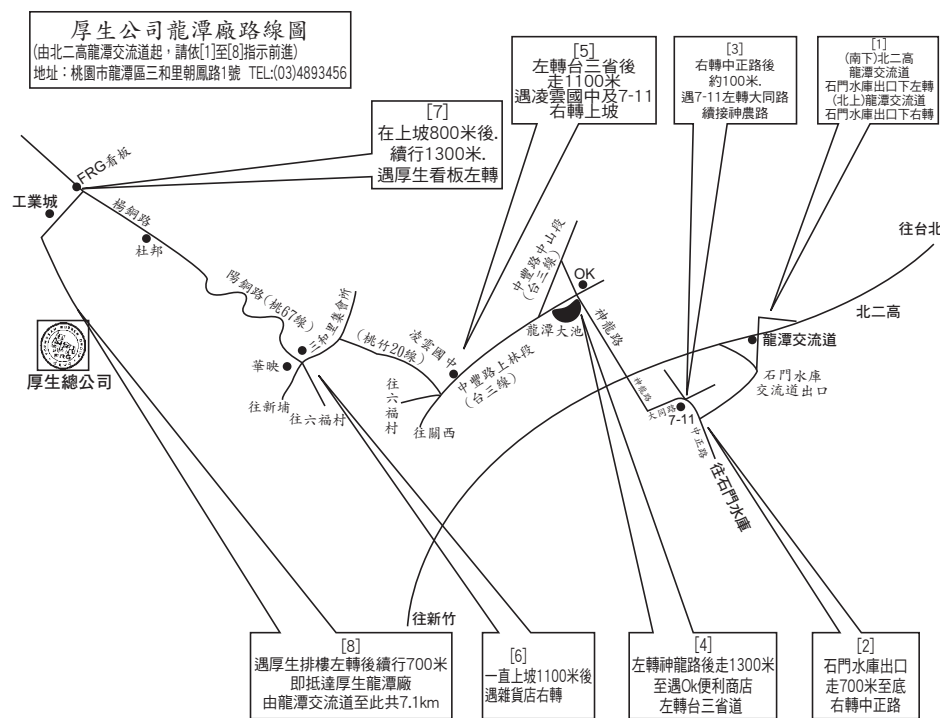 厚生公司龍潭廠路線圖
(由北二高龍潭交流道起，請依[1]至[8]指示前進)
地址：桃園市龍潭區三和里朝鳳路1號 TEL:(03)4893456
[5]
左轉台三省後
走1100米
遇凌雲國中及7-11
右轉上坡
[3]
右轉中正路後
約100米.
遇7-11左轉大同路
續接神農路
[1]
(南下)北二高
龍潭交流道
石門水庫出口下左轉
(北上)龍潭交流道
石門水庫出口下右轉
[7]
在上坡800米後.
續行1300米.
遇厚生看板左轉
FRG看板
工業城
楊銅路
杜邦
陽銅路(桃67線)
三和里集會所
華映
往新埔
往六福村
(桃竹20線)
凌雲國中
往六福村
往關西
中豐路上林段
(台三線)
中豐路中山段
(台三線)
OK
龍潭大池
神龍路
往台北
北二高
龍潭交流道
石門水庫
交流道出口
神龍路
大同路
7-11
中正路
往石門水庫
厚生總公司
往新竹
[8]
遇厚生排樓左轉後續行700米
即抵達厚生龍潭廠
由龍潭交流道至此共7.1km
[6]
一直上坡1100米後
遇雜貨店右轉
[4]
左轉神龍路後走1300米
至遇Ok便利商店
左轉台三省道
[2]
石門水庫出口
走700米至底
右轉中正路